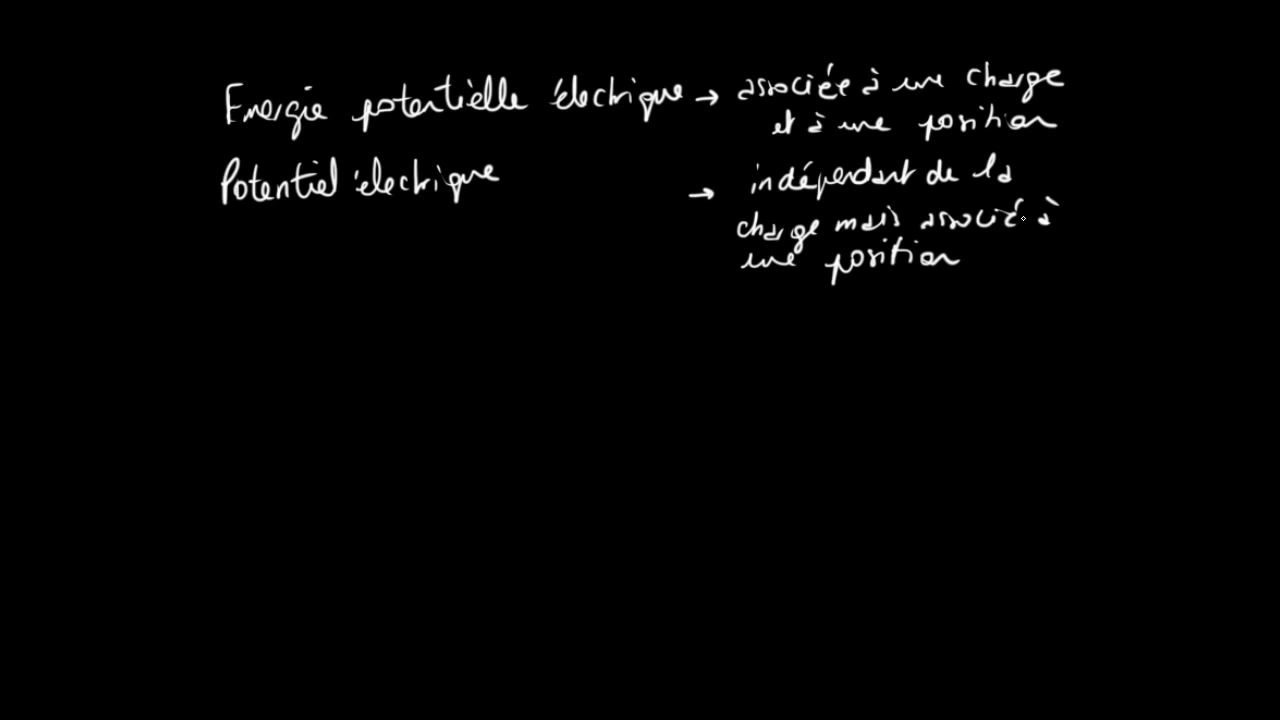 Energie potentielle électrique → associée à une charge
et à une position
Potentiel électrique → indépendant de la
charge mais associé à
une position